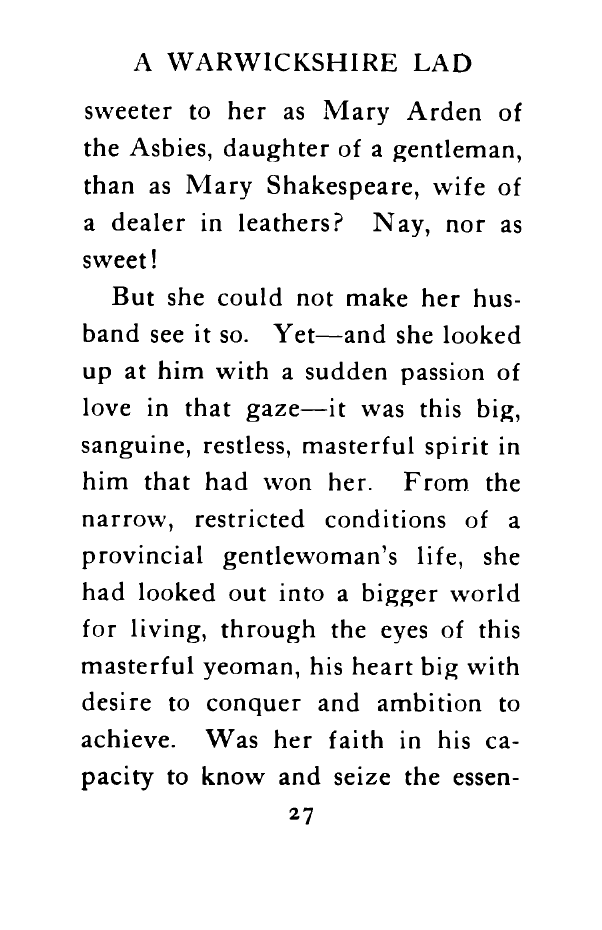 A WARWICKSHIRE LAD
sweeter to her as Mary Arden of
the Asbies, daughter of a gentleman,
than as Mary Shakespeare, wife of
a dealer in leathers? Nay, nor as
sweet!
But she could not make her hus-
band see it so. Yet—and she looked
up at him with a sudden passion of
love in that gaze—it was this big,
sanguine, restless, masterful spirit in
him that had won her. From the
narrow, restricted conditions of a
provincial gentlewoman's life, she
had looked out into a bigger world
for living, through the eyes of this
masterful yeoman, his heart big with
desire to conquer and ambition to
achieve. Was her faith in his ca-
pacity to know and seize the essen-
27